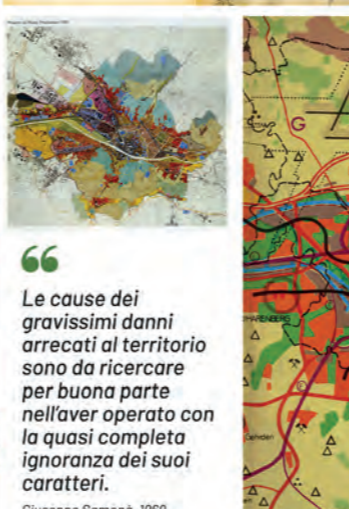 G
“
Le cause dei
gravissimi danni
arrecati al territorio
sono da ricercare
per buona parte
nell'aver operato con
la quasi completa
ignoranza dei suoi
caratteri.